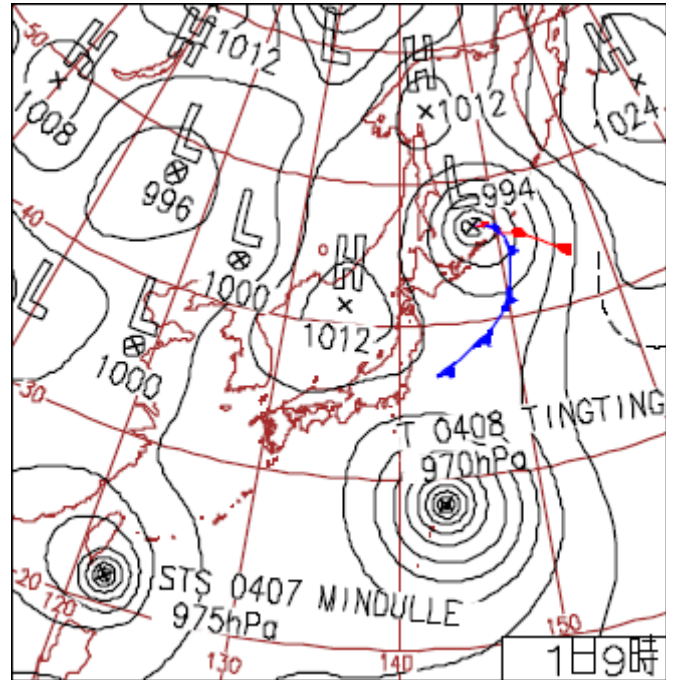 50
H
1008
H
1012
L
H
1012
H
1024
L
996
L
994
40
L
1000
H
1012
L
L
1000
30
T 0408 TINGTING
970hPa
20
120
STS 0407 MINDULLE
975hPa
130
140
150
1日9時